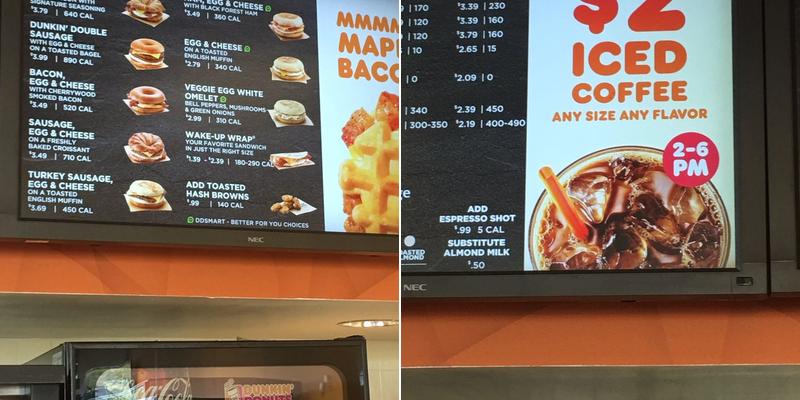 SIGNATURE SEASONING
$3.79 | 640 CAL
DUNKIN' DOUBLE
SAUSAGE
WITH EGG & CHEESE
ON A TOASTED BAGEL
$3.99 | 890 CAL
BACON,
EGG & CHEESE
WITH CHERRYWOOD
SMOKED BACON
$3.49 | 520 CAL
SAUSAGE,
EGG & CHEESE
ON A FRESHLY
BAKED CROISSANT
$3.49 | 710 CAL
TURKEY SAUSAGE,
EGG & CHEESE
ON A TOASTED
ENGLISH MUFFIN
$3.69 | 450 CAL
WITH BLACK FOREST HAM
$3.49 | 360 CAL
EGG & CHEESE
ON A TOASTED
ENGLISH MUFFIN
$2.79 | 340 CAL
VEGGIE EGG WHITE
OMELET
BELL PEPPERS, MUSHROOMS
& GREEN ONIONS
$2.99 | 310 CAL
WAKE-UP WRAP®
YOUR FAVORITE SANDWICH
IN JUST THE RIGHT SIZE
$1.39 - $2.39 | 180-290 CAL
ADD TOASTED
HASH BROWNS
$.99 | 140 CAL
DDSMART - BETTER FOR YOU CHOICES
MMMM
MAP
BACO
NEC
Coca-Cola
DUNKIN'
DONUTS
| 170 $3.39 | 230
| 120 $3.39 | 160
| 120 $3.79 | 160
| 10 $2.65 | 15
| 0 $2.09 | 0
| 340 $2.39 | 450
| 300-350 $2.19 | 400-490
ADD
ESPRESSO SHOT
$.99 5 CAL
SUBSTITUTE
ALMOND MILK
$.50
$2
ICED
COFFEE
ANY SIZE ANY FLAVOR
2-6
PM
NEC